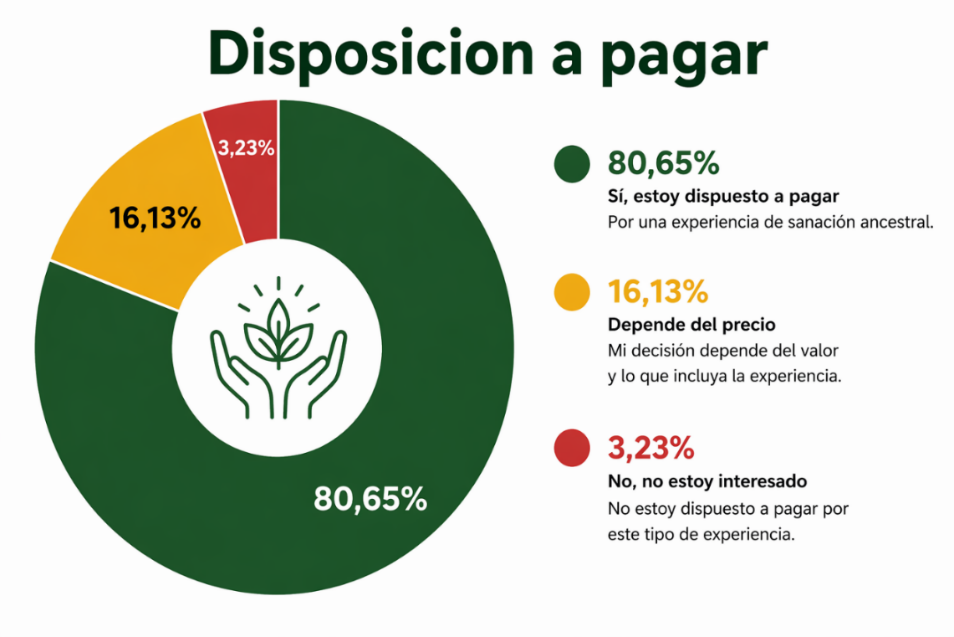 Disposicion a pagar
3,23%
16,13%
80,65%
80,65%
Sí, estoy dispuesto a pagar
Por una experiencia de sanación ancestral.
16,13%
Depende del precio
Mi decisión depende del valor
y lo que incluya la experiencia.
3,23%
No, no estoy interesado
No estoy dispuesto a pagar por
este tipo de experiencia.